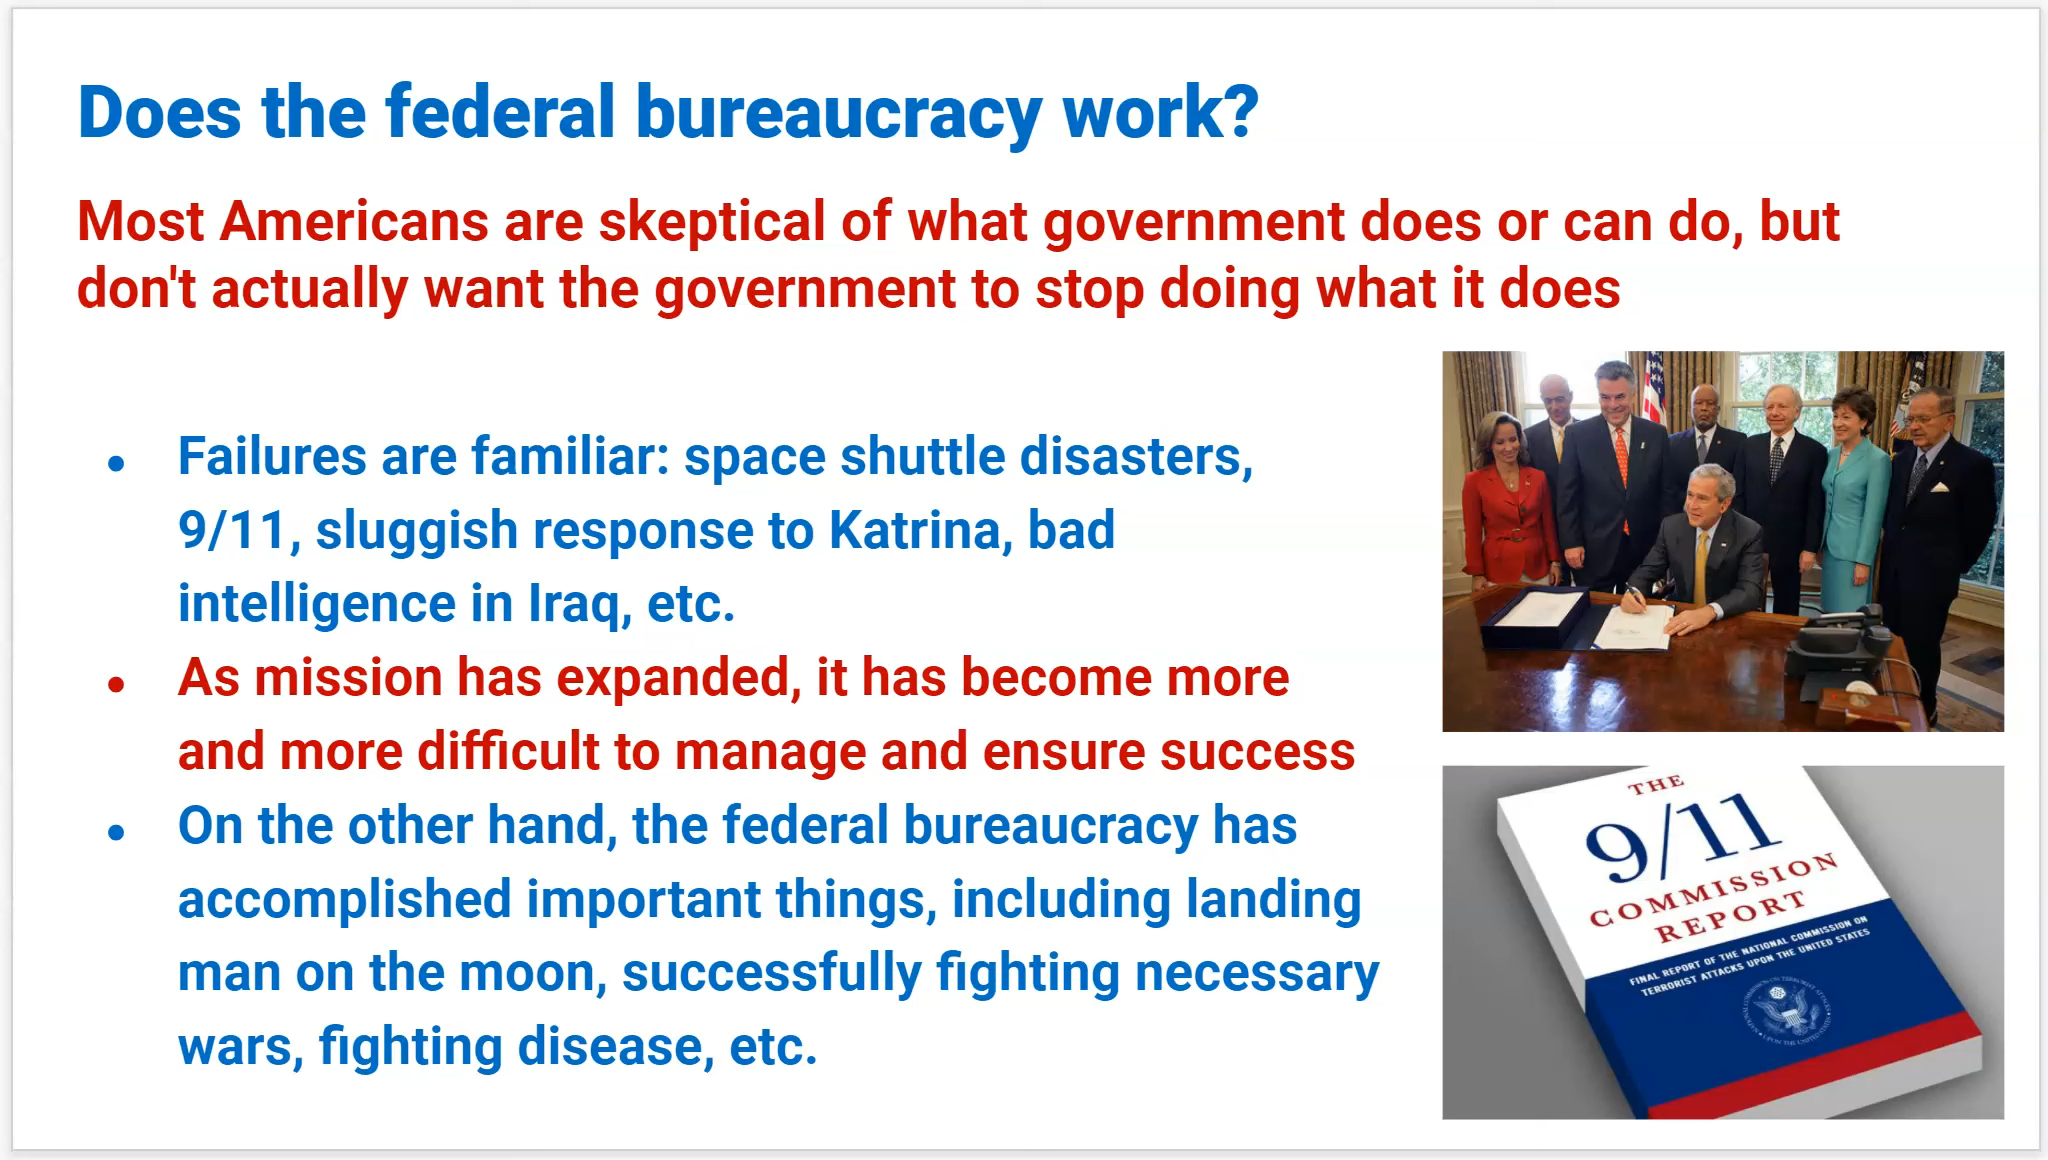 Does the federal bureaucracy work?
Most Americans are skeptical of what government does or can do, but
don't actually want the government to stop doing what it does
• Failures are familiar: space shuttle disasters,
9/11, sluggish response to Katrina, bad
intelligence in Iraq, etc.
• As mission has expanded, it has become more
and more difficult to manage and ensure success
• On the other hand, the federal bureaucracy has
accomplished important things, including landing
man on the moon, successfully fighting necessary
wars, fighting disease, etc.
THE
9/11
COMMISSION
REPORT
FINAL REPORT OF THE NATIONAL COMMISSION ON
TERRORIST ATTACKS UPON THE UNITED STATES